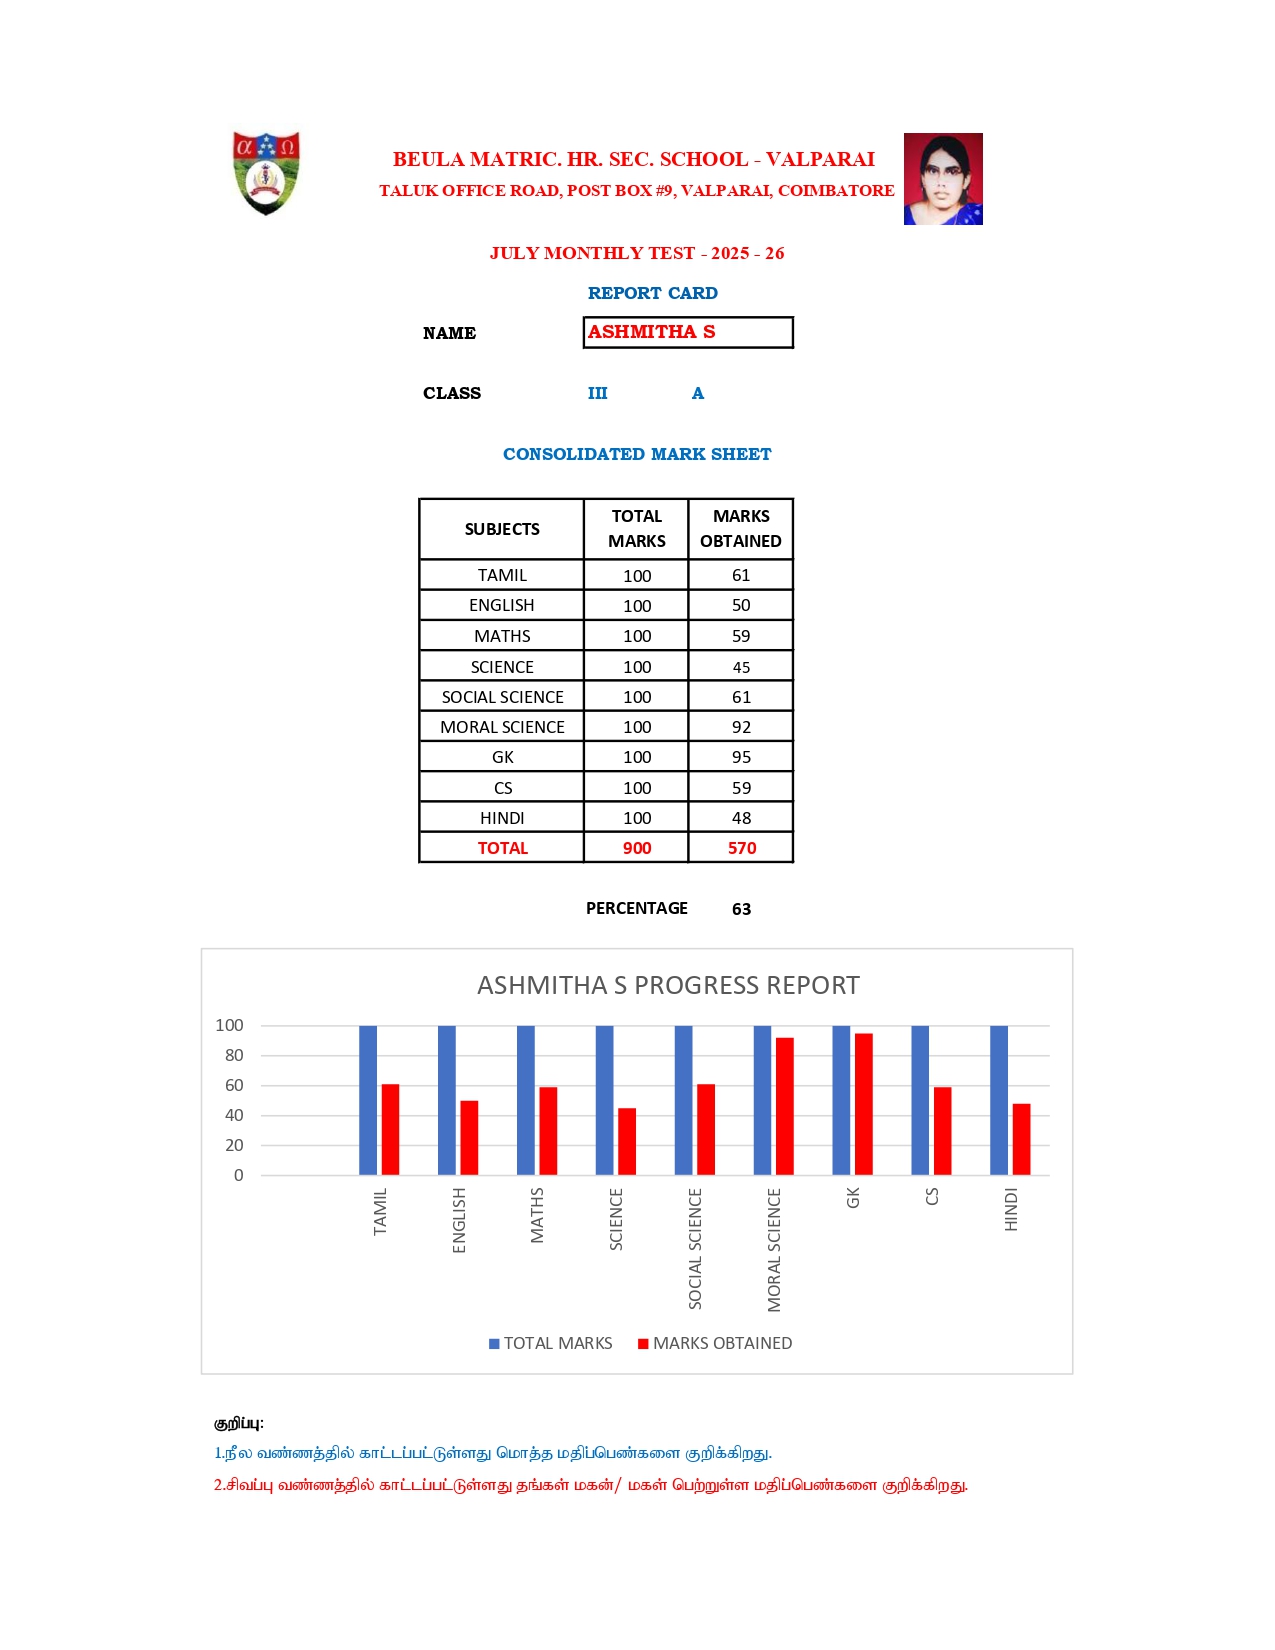 α Ω
BEULA MATRIC. HR. SEC. SCHOOL - VALPARAI
TALUK OFFICE ROAD, POST BOX #9, VALPARAI, COIMBATORE
JULY MONTHLY TEST - 2025 - 26
REPORT CARD
NAME ASHMITHA S
CLASS III A
CONSOLIDATED MARK SHEET
SUBJECTS TOTAL MARKS MARKS OBTAINED
TAMIL 100 61
ENGLISH 100 50
MATHS 100 59
SCIENCE 100 45
SOCIAL SCIENCE 100 61
MORAL SCIENCE 100 92
GK 100 95
CS 100 59
HINDI 100 48
TOTAL 900 570
PERCENTAGE 63
ASHMITHA S PROGRESS REPORT
100
80
60
40
20
0
TAMIL ENGLISH MATHS SCIENCE SOCIAL SCIENCE MORAL SCIENCE GK CS HINDI
TOTAL MARKS MARKS OBTAINED
குறிப்பு:
1.நீல வண்ணத்தில் காட்டப்பட்டுள்ளது மொத்த மதிப்பெண்களை குறிக்கிறது.
2.சிவப்பு வண்ணத்தில் காட்டப்பட்டுள்ளது தங்கள் மகன்/ மகள் பெற்றுள்ள மதிப்பெண்களை குறிக்கிறது.